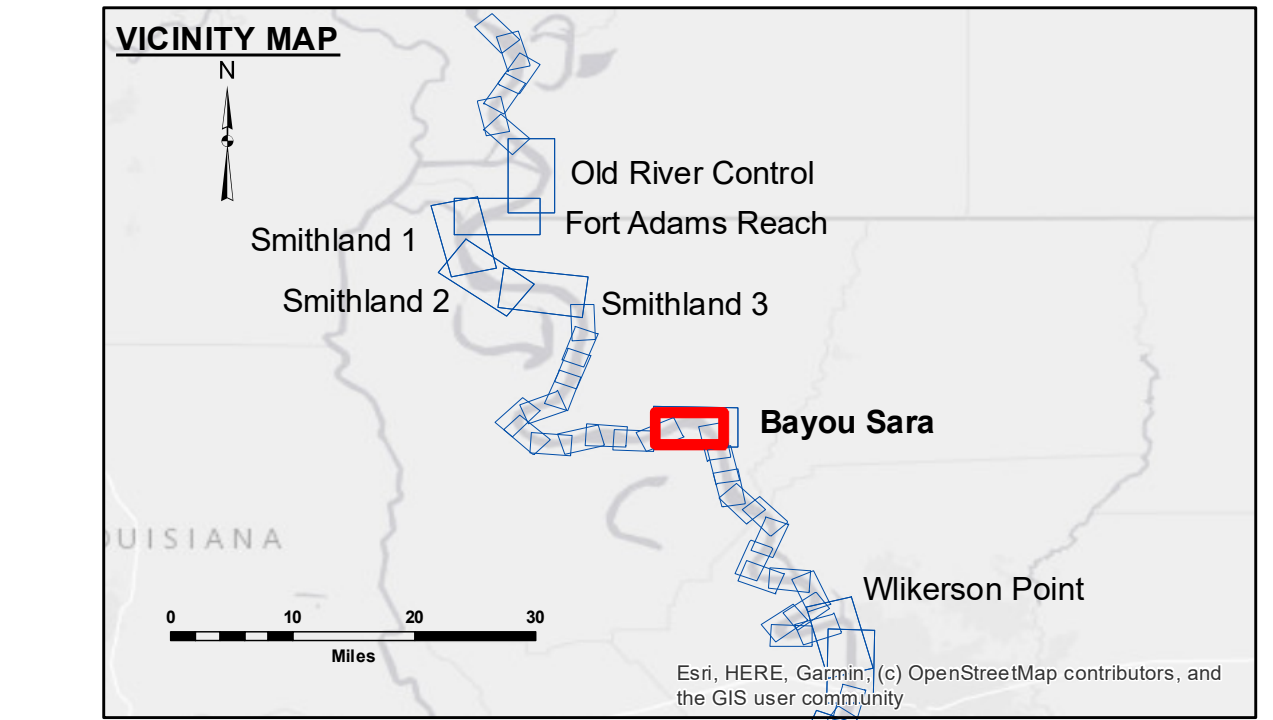 VICINITY MAP
N
Old River Control
Fort Adams Reach
Smithland 1
Smithland 2
Smithland 3
Bayou Sara
OUISIANA
Wlikerson Point
0 10 20 30
Miles
Esri, HERE, Garmin, (c) OpenStreetMap contributors, and
the GIS user community